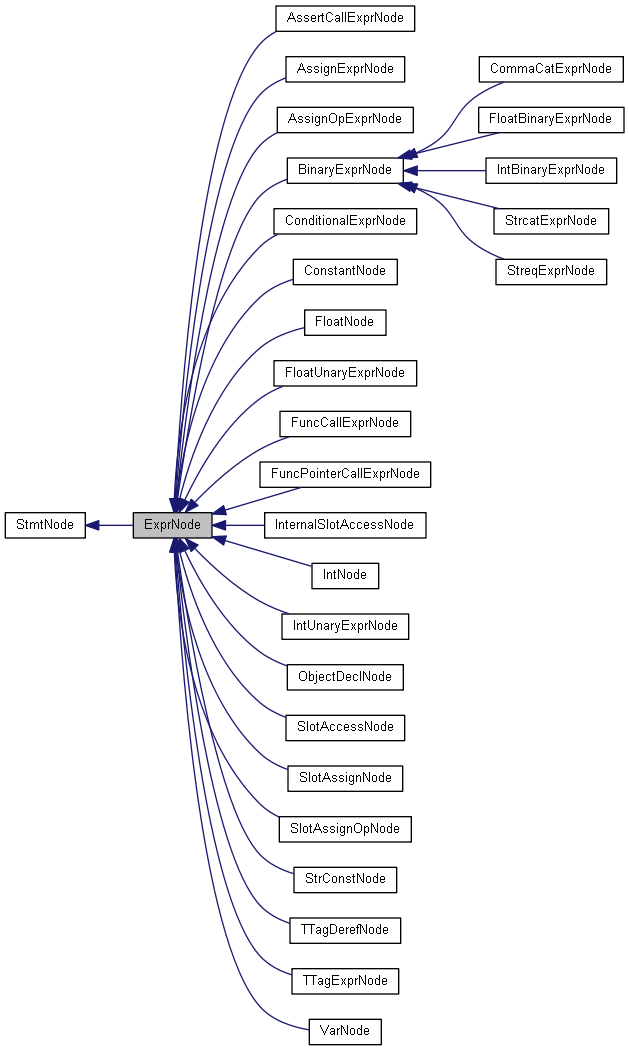 AssertCallExprNode
AssignExprNode
CommaCatExprNode
AssignOpExprNode
FloatBinaryExprNode
BinaryExprNode
IntBinaryExprNode
ConditionalExprNode
StrcatExprNode
ConstantNode
StreqExprNode
FloatNode
FloatUnaryExprNode
FuncCallExprNode
FuncPointerCallExprNode
StmtNode
ExprNode
InternalSlotAccessNode
IntNode
IntUnaryExprNode
ObjectDeclNode
SlotAccessNode
SlotAssignNode
SlotAssignOpNode
StrConstNode
TTagDerefNode
TTagExprNode
VarNode